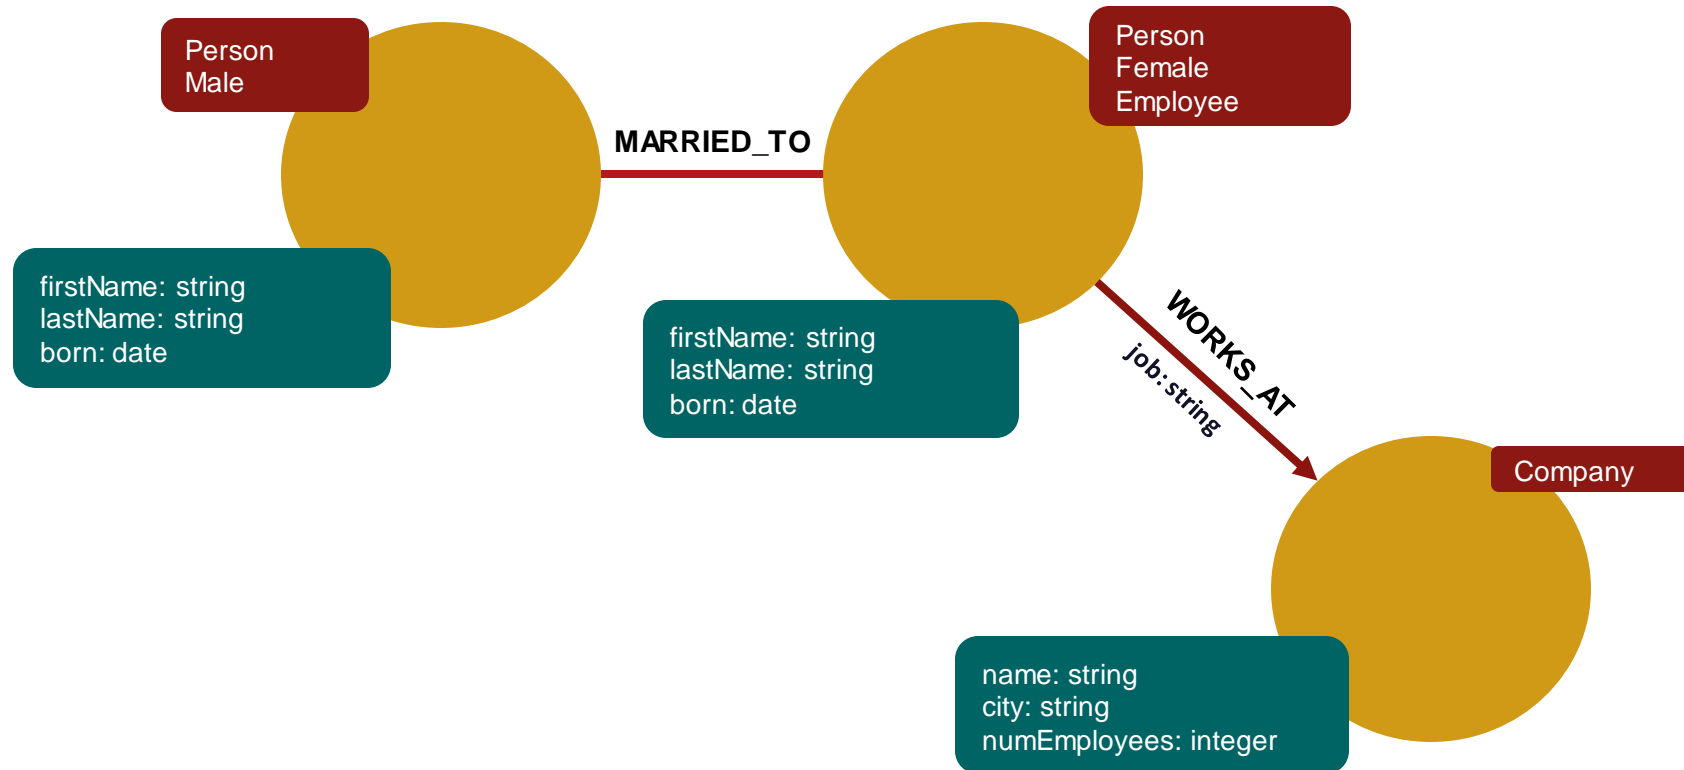 Person
Male
Person
Female
Employee
MARRIED_TO
firstName: string
lastName: string
born: date
firstName: string
lastName: string
born: date
WORKS_AT
job: string
Company
name: string
city: string
numEmployees: integer